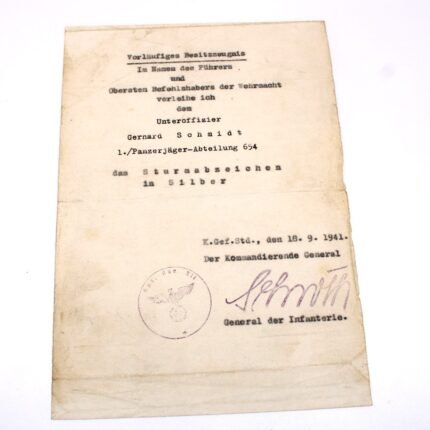 Vorläufiges Besitzzeugnis
Im Namen des Führers
und
Obersten Befehlshabers der Wehrmacht
verleihe ich
dem
Unteroffizier
Gerhard Schmidt
1./Panzerjäger-Abteilung 654
das Sturmabzeichen
in Silber
K.Gef.Std., den 18. 9. 1941.
Der Kommandierende General
General der Infanterie.